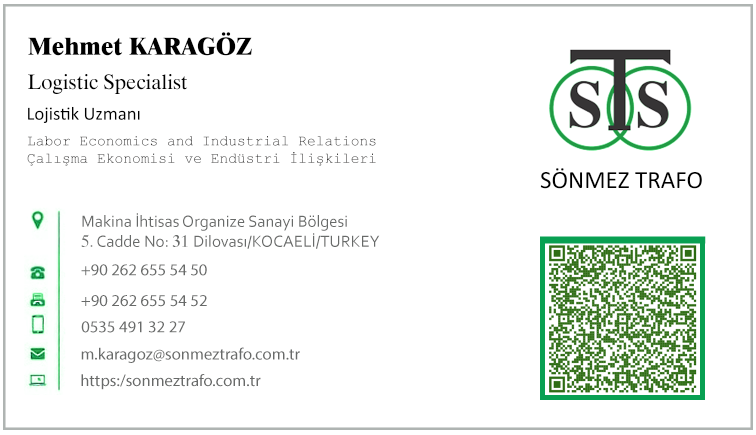 Mehmet KARAGÖZ
Logistic Specialist
Lojistik Uzmanı
Labor Economics and Industrial Relations
Çalışma Ekonomisi ve Endüstri İlişkileri
STS
SÖNMEZ TRAFO
Makina İhtisas Organize Sanayi Bölgesi
5. Cadde No: 31 Dilovası/KOCAELİ/TURKEY
+90 262 655 54 50
+90 262 655 54 52
0535 491 32 27
m.karagoz@sonmeztrafo.com.tr
https:/sonmeztrafo.com.tr